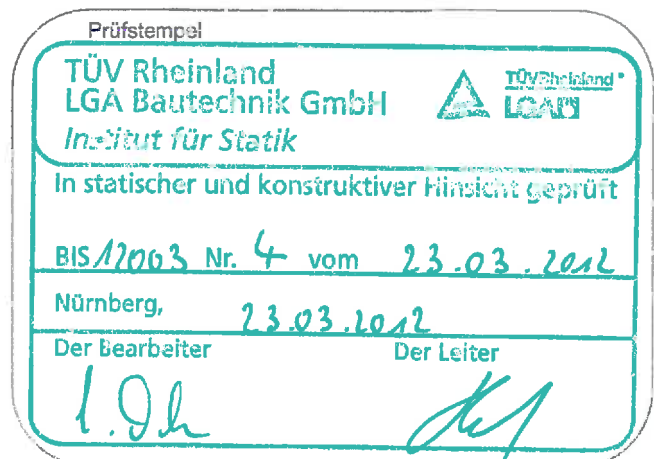 Prüfstempel
TÜV Rheinland
LGA Bautechnik GmbH
Institut für Statik
TÜVRheinland®
LGA
In statischer und konstruktiver Hinsicht geprüft
BIS 12003 Nr. 4 vom 23.03.2012
Nürnberg, 23.03.2012
Der Bearbeiter Der Leiter